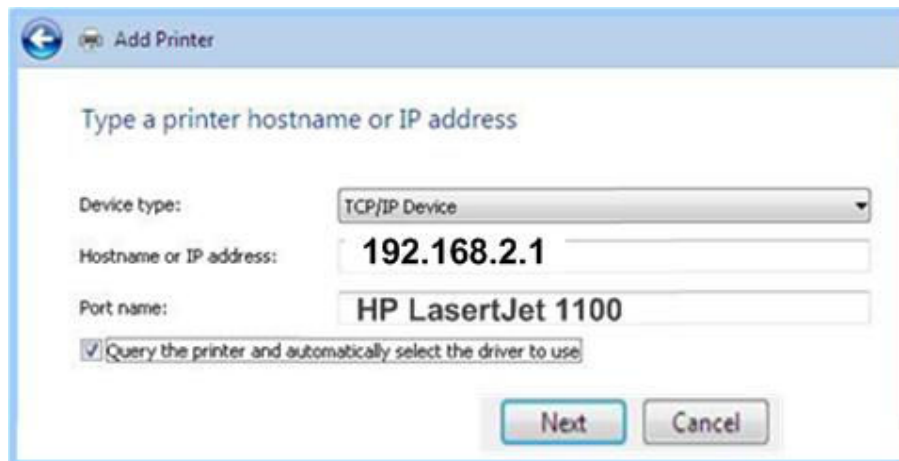 Add Printer
Type a printer hostname or IP address
Device type: TCP/IP Device
Hostname or IP address: 192.168.2.1
Port name: HP LasertJet 1100
Query the printer and automatically select the driver to use
Next Cancel